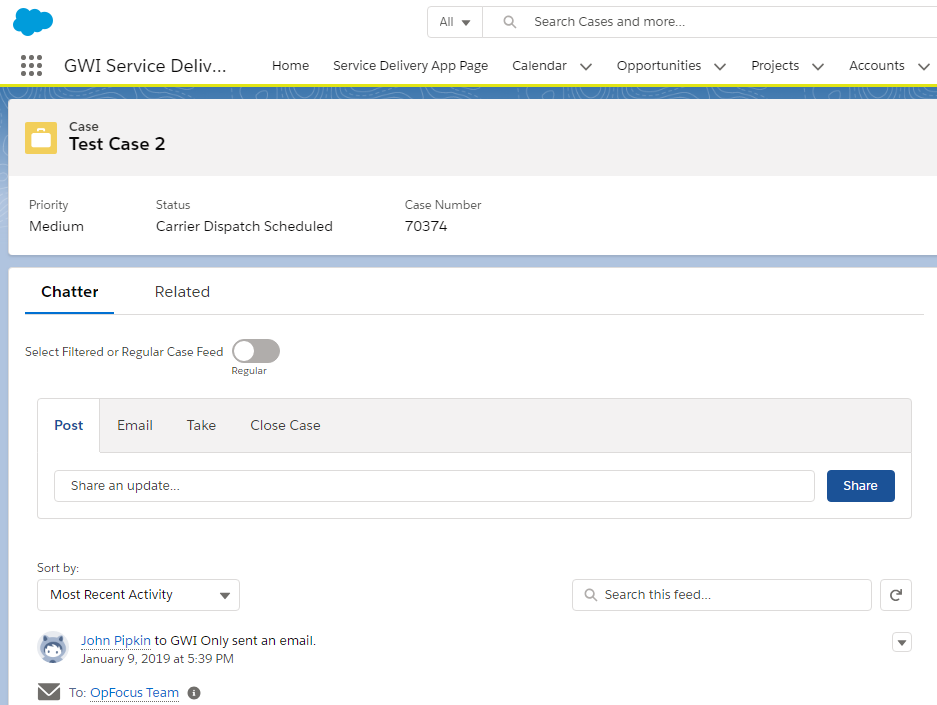 All Search Cases and more...
GWI Service Deliv... Home Service Delivery App Page Calendar Opportunities Projects Accounts
Case
Test Case 2
Priority Status Case Number
Medium Carrier Dispatch Scheduled 70374
Chatter Related
Select Filtered or Regular Case Feed
Regular
Post Email Take Close Case
Share an update... Share
Sort by:
Most Recent Activity Search this feed...
John Pipkin to GWI Only sent an email.
January 9, 2019 at 5:39 PM
To: OpFocus Team